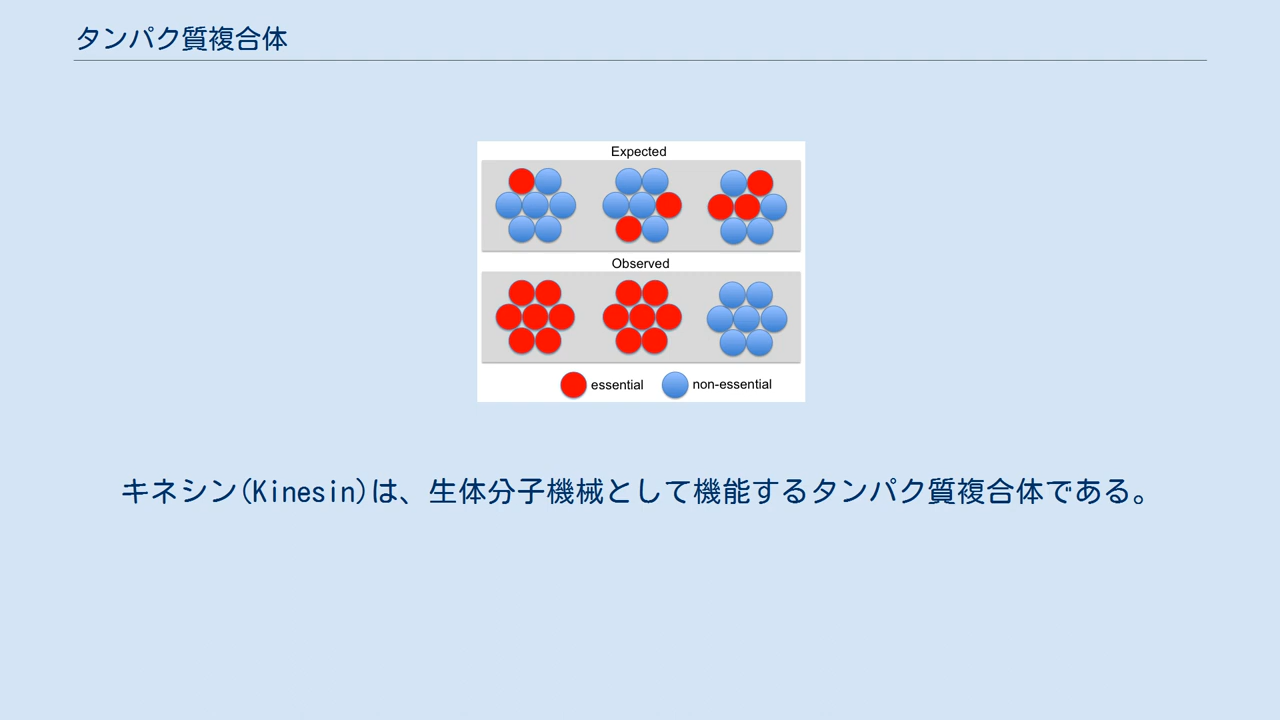 タンパク質複合体
Expected
Observed
essential non-essential
キネシン(Kinesin)は、生体分子機械として機能するタンパク質複合体である。